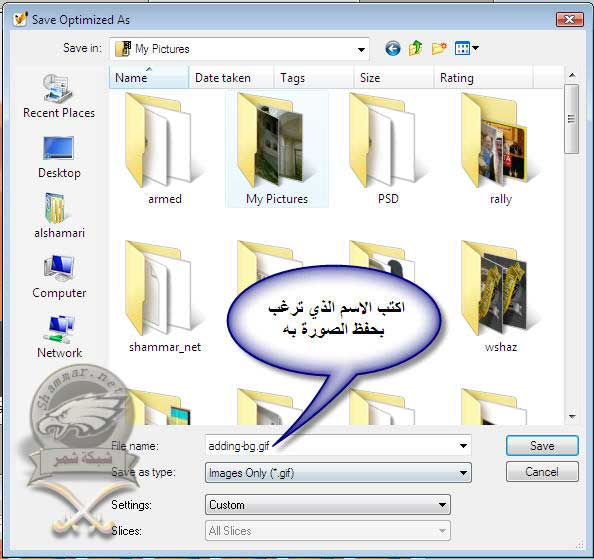 Save Optimized As
Save in:
My Pictures
Name
Date taken
Tags
Size
Rating
Recent Places
Desktop
alshamari
Computer
Network
armed
My Pictures
PSD
rally
shammar_net
wshaz
اكتب الاسم الذي ترغب
بحفظ الصورة به
Shammar.net
شبكة شمر
File name:
adding-bg.gif
Save
Save as type:
Images Only (*.gif)
Cancel
Settings:
Custom
Slices:
All Slices